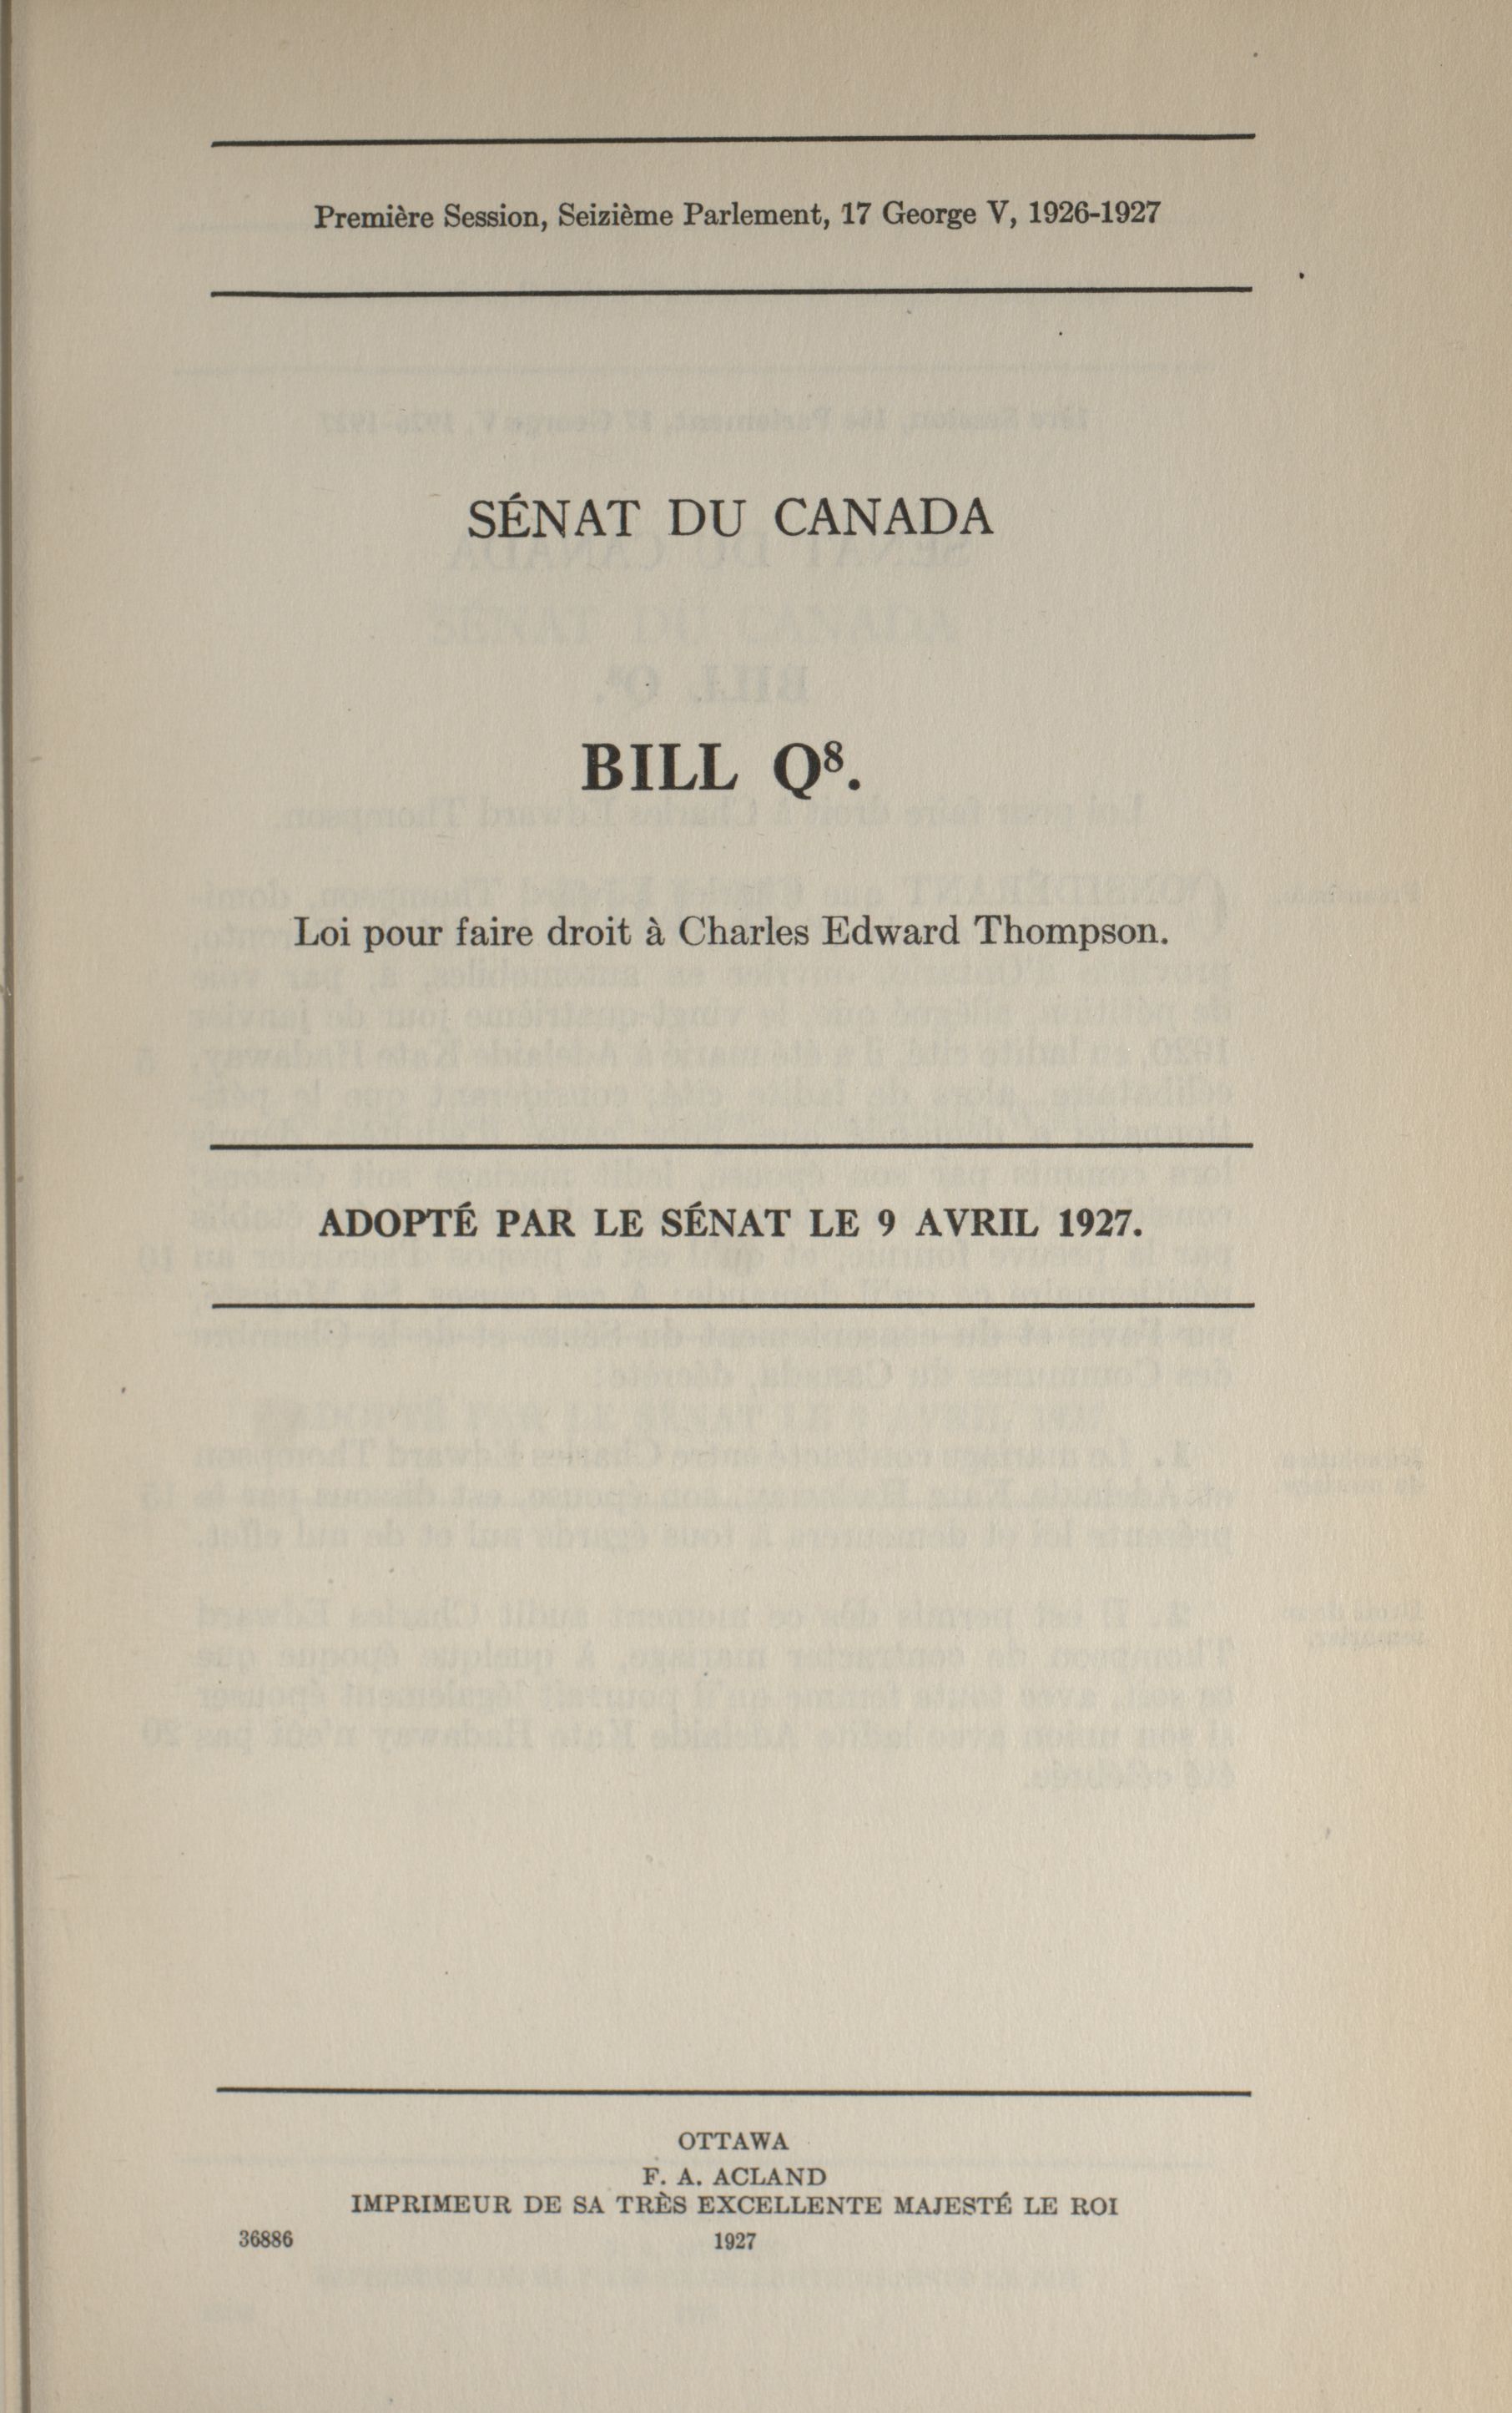 Première Session, Seizième Parlement, 17 George V, 1926-1927
SÉNAT DU CANADA
BILL Q⁸.
Loi pour faire droit à Charles Edward Thompson.
ADOPTÉ PAR LE SÉNAT LE 9 AVRIL 1927.
OTTAWA
F. A. ACLAND
IMPRIMEUR DE SA TRÈS EXCELLENTE MAJESTÉ LE ROI
36886 1927